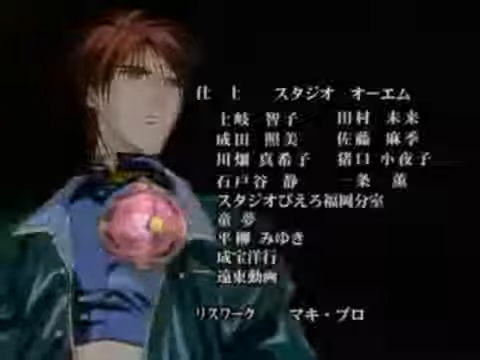 仕 上 スタジオ オーエム
土岐 智子 田村 未来
成田 照美 佐藤 麻季
川畑 真希子 猪口 小夜子
石戸谷 静 一条 薫
スタジオぴえろ福岡分室
童 夢
平柳 みゆき
成宝洋行
遠東動画
リスワーク マキ・プロ